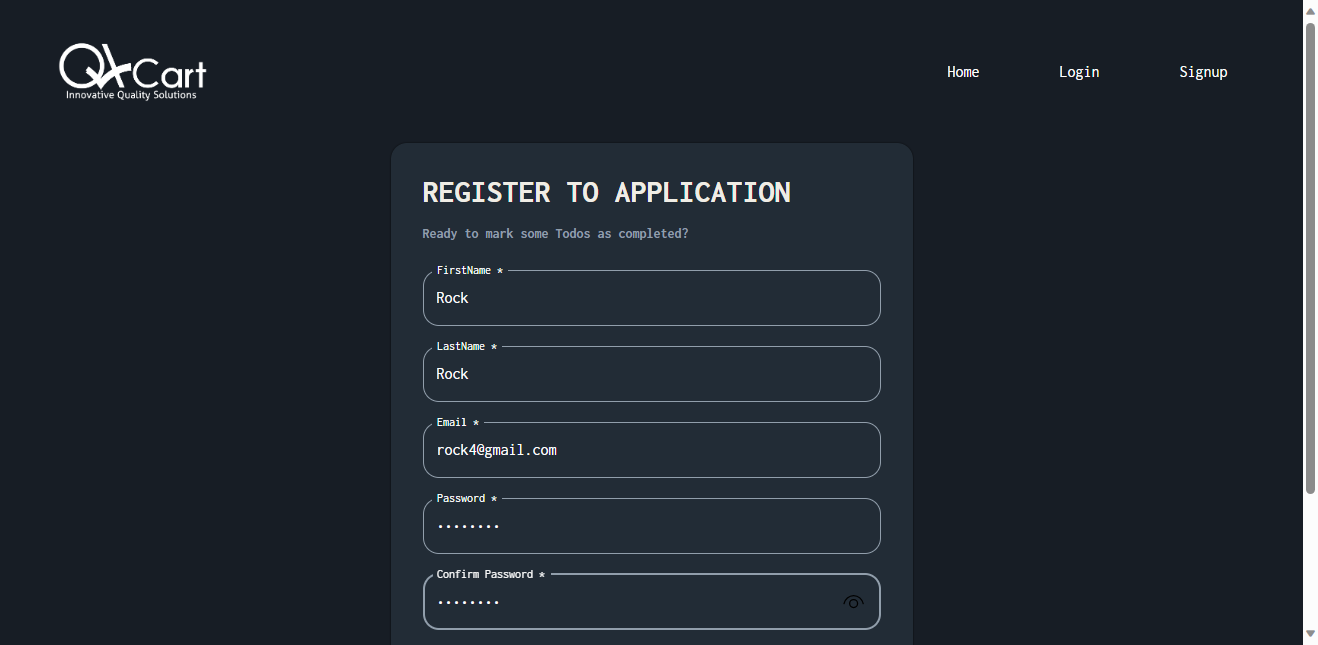 QACart
Innovative Quality Solutions
Home Login Signup
REGISTER TO APPLICATION
Ready to mark some Todos as completed?
FirstName *
Rock
LastName *
Rock
Email *
rock4@gmail.com
Password *
••••••••
Confirm Password *
••••••••